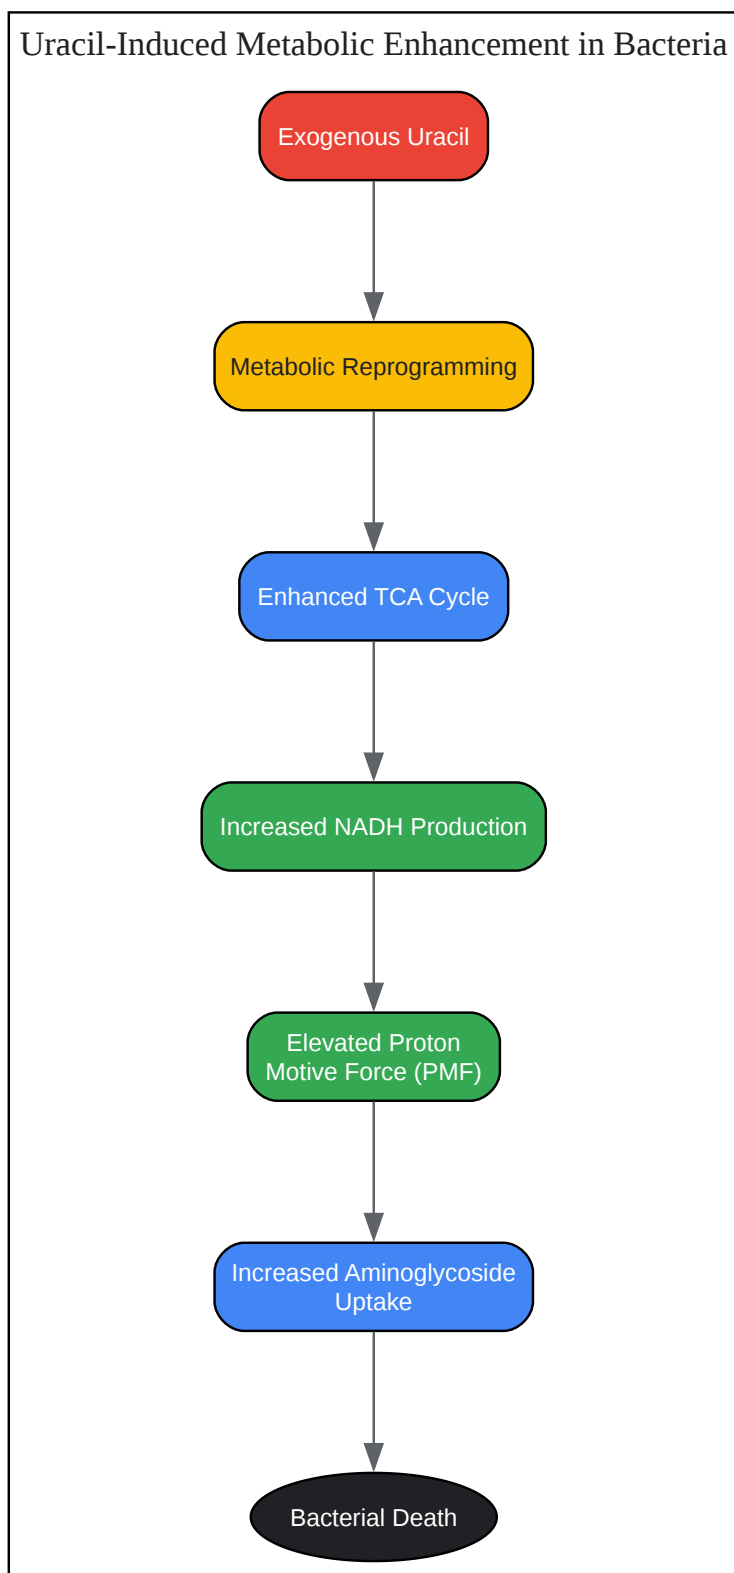 Uracil-Induced Metabolic Enhancement in Bacteria
Exogenous Uracil
Metabolic Reprogramming
Enhanced TCA Cycle
Increased NADH Production
Elevated Proton
Motive Force (PMF)
Increased Aminoglycoside
Uptake
Bacterial Death